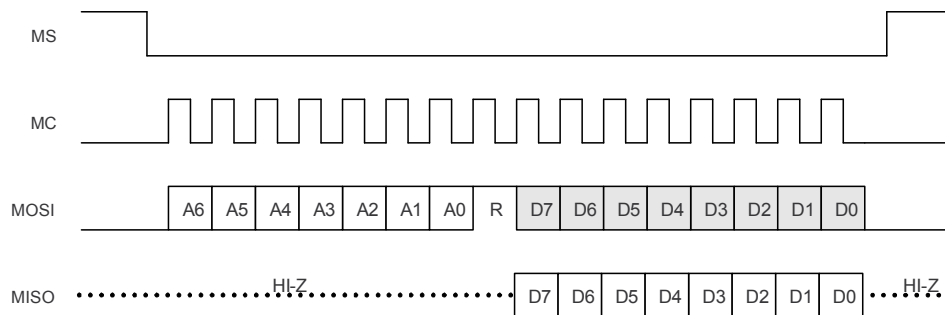 MS
MC
MOSI A6 A5 A4 A3 A2 A1 A0 R D7 D6 D5 D4 D3 D2 D1 D0
MISO HI-Z D7 D6 D5 D4 D3 D2 D1 D0 HI-Z